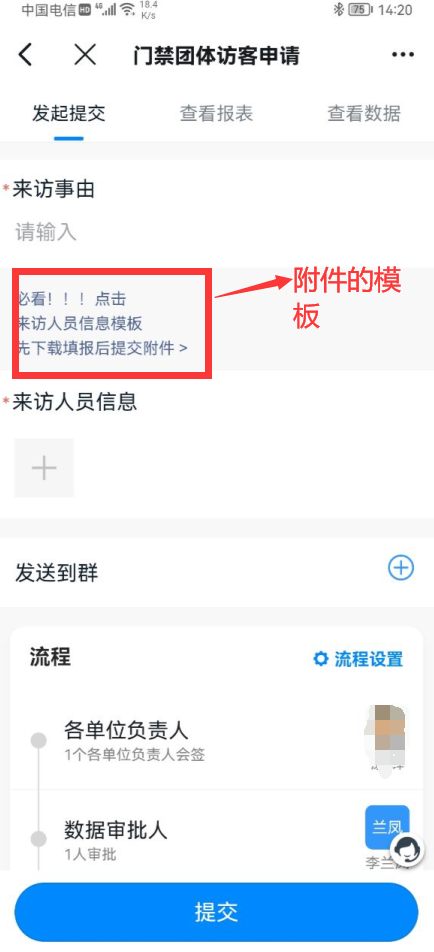 中国电信 HD 4G 18.4 K/s 75 14:20
门禁团体访客申请
发起提交 查看报表 查看数据
*来访事由
请输入
必看！！！点击
来访人员信息模板
先下载填报后提交附件 >
附件的模
板
*来访人员信息
发送到群
流程 流程设置
各单位负责人
1个各单位负责人会签
数据审批人 兰凤
1人审批 李兰
提交